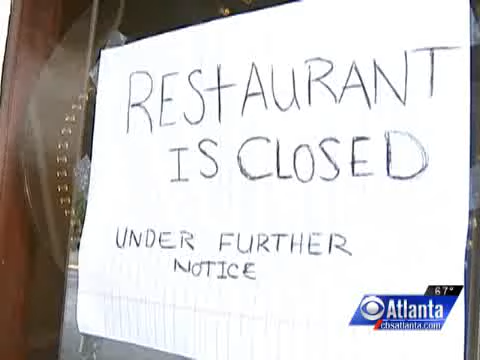 RESTAURANT
IS CLOSED
UNDER FURTHER
NOTICE
67°
Atlanta
cbsatlanta.com